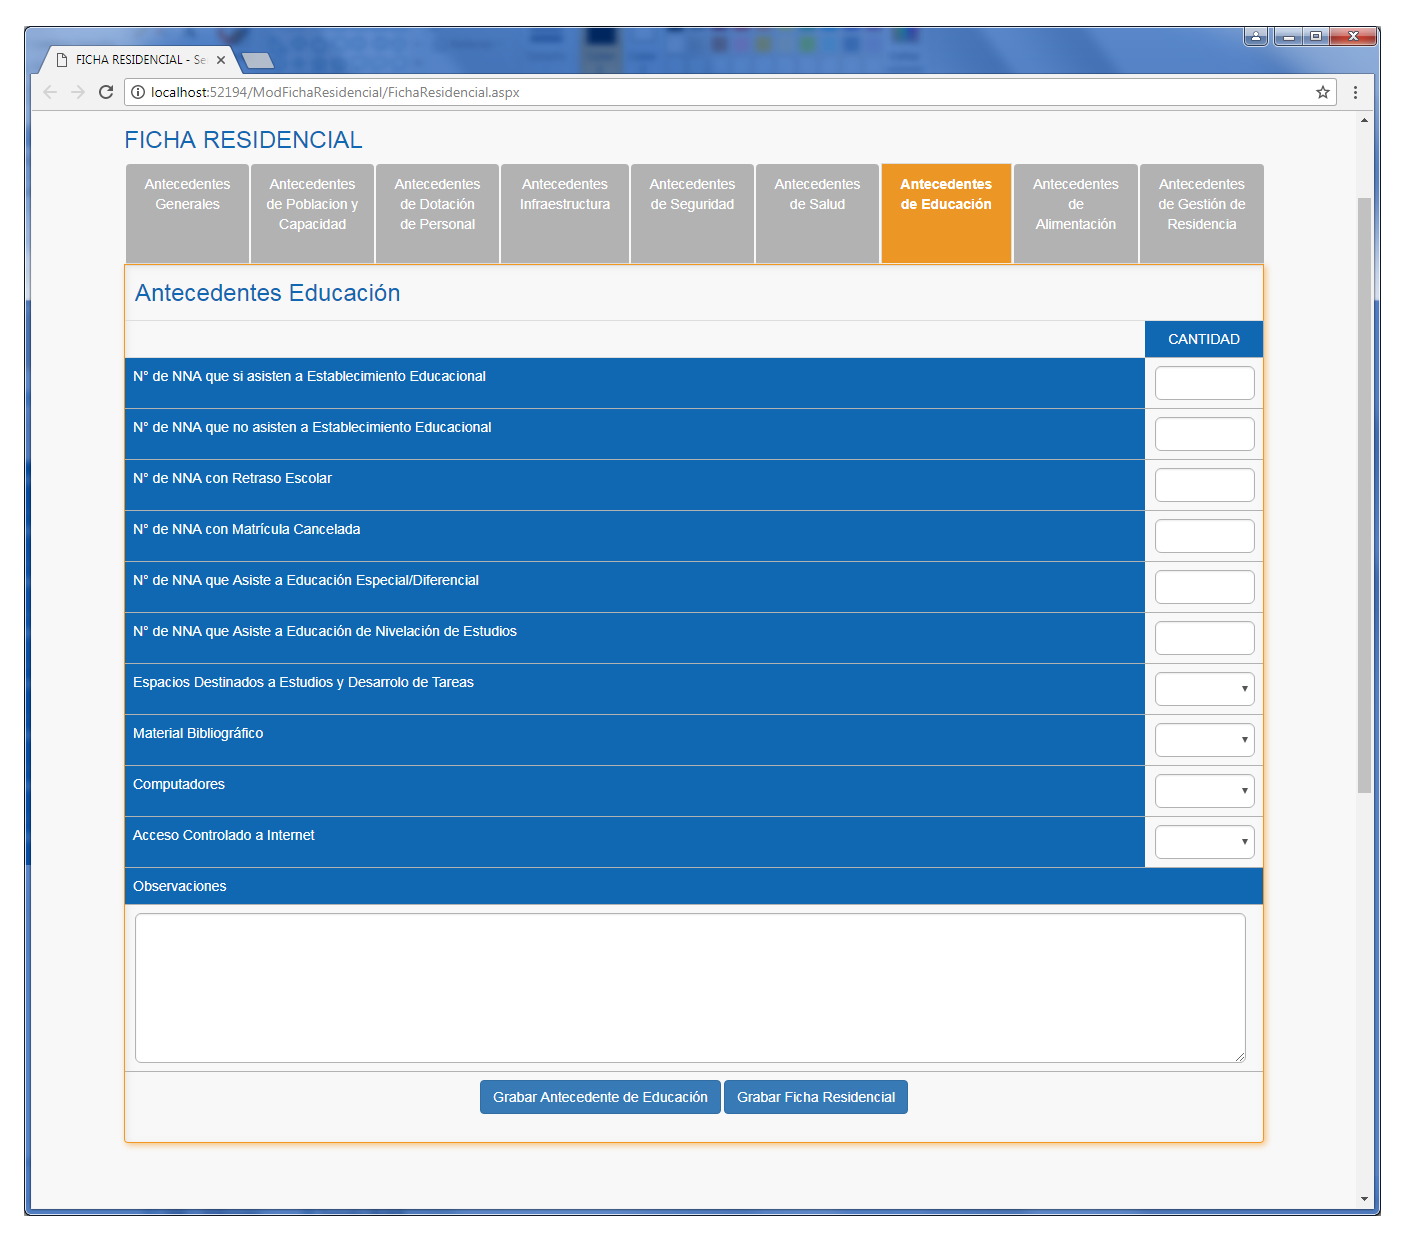 FICHA RESIDENCIAL - Se
localhost:52194/ModFichaResidencial/FichaResidencial.aspx
FICHA RESIDENCIAL
Antecedentes
Generales
Antecedentes
de Poblacion y
Capacidad
Antecedentes
de Dotación
de Personal
Antecedentes
Infraestructura
Antecedentes
de Seguridad
Antecedentes
de Salud
Antecedentes
de Educación
Antecedentes
de
Alimentación
Antecedentes
de Gestión de
Residencia
Antecedentes Educación
CANTIDAD
N° de NNA que si asisten a Establecimiento Educacional
N° de NNA que no asisten a Establecimiento Educacional
N° de NNA con Retraso Escolar
N° de NNA con Matrícula Cancelada
N° de NNA que Asiste a Educación Especial/Diferencial
N° de NNA que Asiste a Educación de Nivelación de Estudios
Espacios Destinados a Estudios y Desarrolo de Tareas
Material Bibliográfico
Computadores
Acceso Controlado a Internet
Observaciones
Grabar Antecedente de Educación
Grabar Ficha Residencial